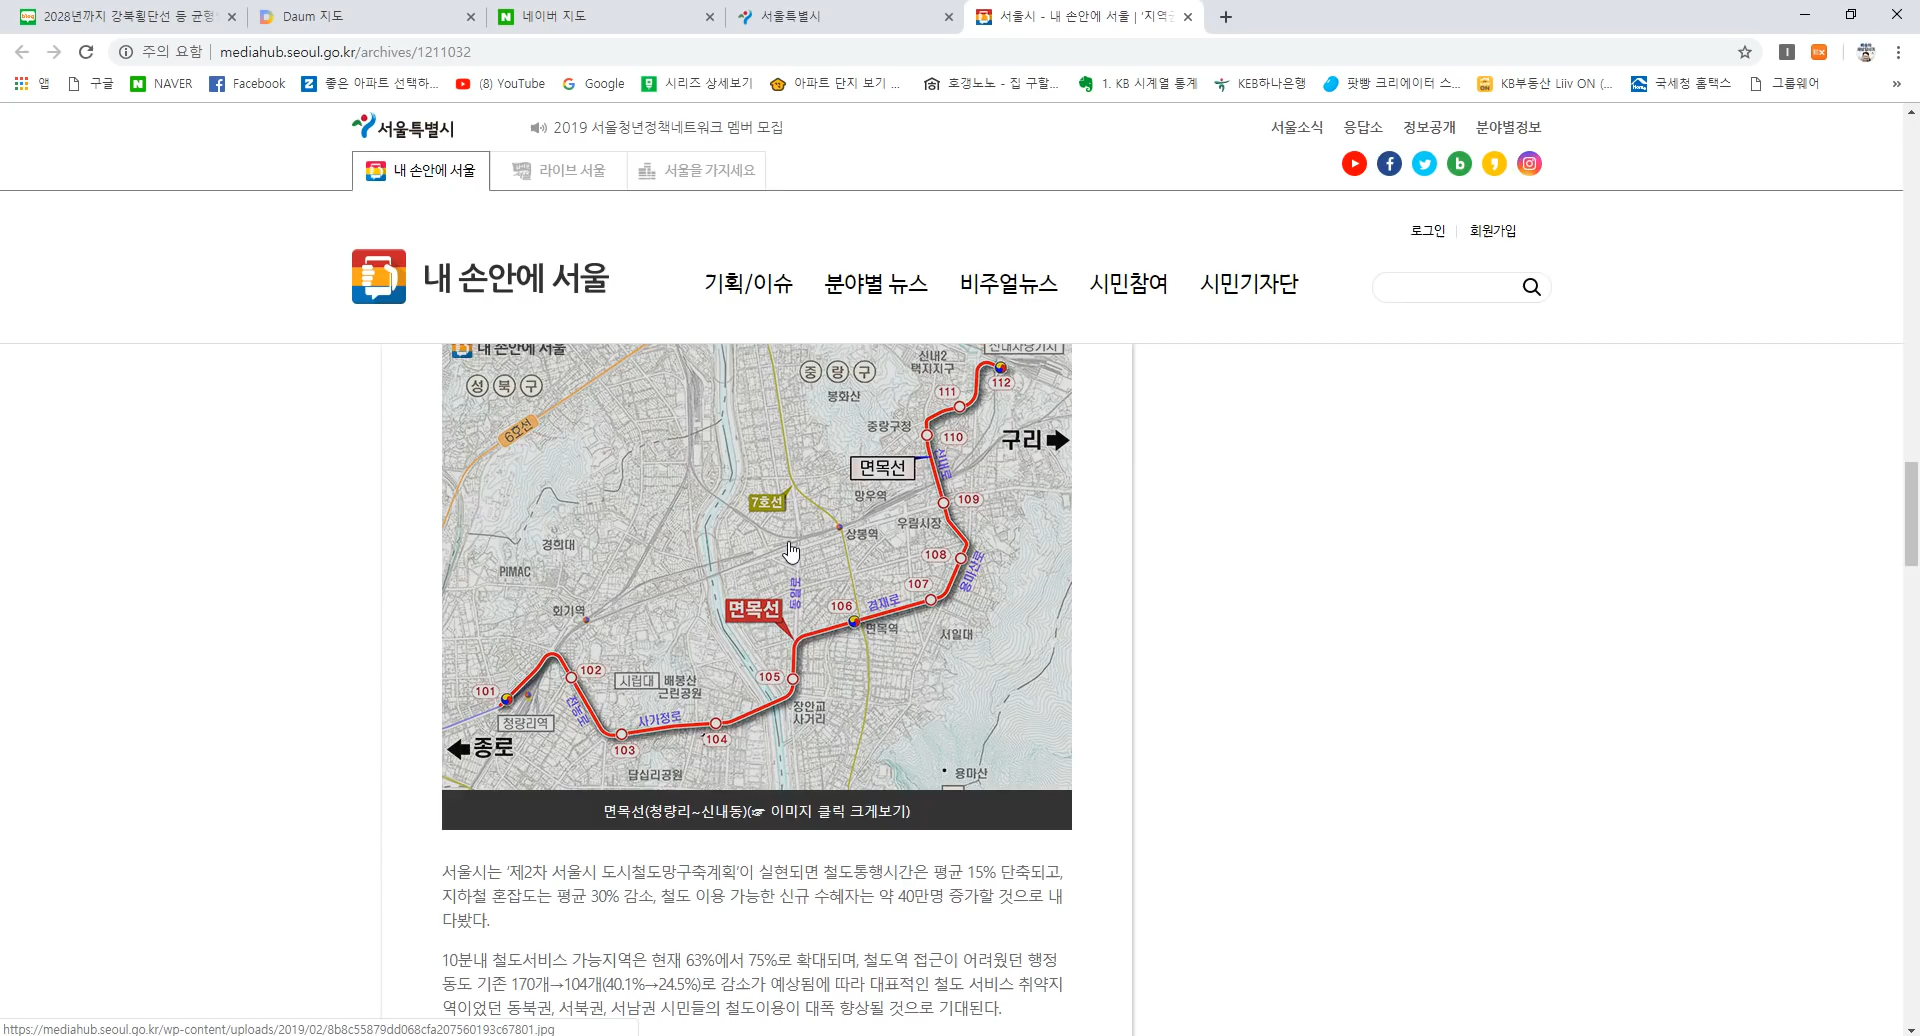 2028년까지 강북횡단선 등 균형
Daum 지도
네이버 지도
서울특별시
서울시 - 내 손안에 서울 | '지역균
주의 요함
mediahub.seoul.go.kr/archives/1211032
앱
구글
NAVER
Facebook
좋은 아파트 선택하...
(8) YouTube
Google
시리즈 상세보기
아파트 단지 보기 ...
호갱노노 - 집 구할...
1. KB 시계열 통계
KEB하나은행
팟빵 크리에이터 스...
KB부동산 Liiv ON (...
국세청 홈택스
그룹웨어
»
서울특별시
2019 서울청년정책네트워크 멤버 모집
서울소식
응답소
정보공개
분야별정보
내 손안에 서울
라이브 서울
서울을 가지세요
로그인
회원가입
내 손안에 서울
기획/이슈
분야별 뉴스
비주얼뉴스
시민참여
시민기자단
내 손안에 서울
신내차량기지
신내2
택지지구
성북구
중랑구
봉화산
112
111
6호선
중랑구청
110
구리
면목선
신내로
망우역
109
7호선
우림시장
상봉역
경희대
108
용마산로
PIMAC
107
동일로
회기역
면목선
106
겸재로
면목역
서일대
102
시립대
배봉산
근린공원
105
101
전농로
장안교
사거리
청량리역
사가정로
104
종로
103
답십리공원
용마산
면목선(청량리~신내동)(☞ 이미지 클릭 크게보기)
서울시는 '제2차 서울시 도시철도망구축계획'이 실현되면 철도통행시간은 평균 15% 단축되고,
지하철 혼잡도는 평균 30% 감소, 철도 이용 가능한 신규 수혜자는 약 40만명 증가할 것으로 내
다봤다.
10분내 철도서비스 가능지역은 현재 63%에서 75%로 확대되며, 철도역 접근이 어려웠던 행정
동도 기존 170개→104개(40.1%→24.5%)로 감소가 예상됨에 따라 대표적인 철도 서비스 취약지
역이었던 동북권, 서북권, 서남권 시민들의 철도이용이 대폭 향상될 것으로 기대된다.
https://mediahub.seoul.go.kr/wp-content/uploads/2019/02/8b8c55879dd068cfa207560193c67801.jpg